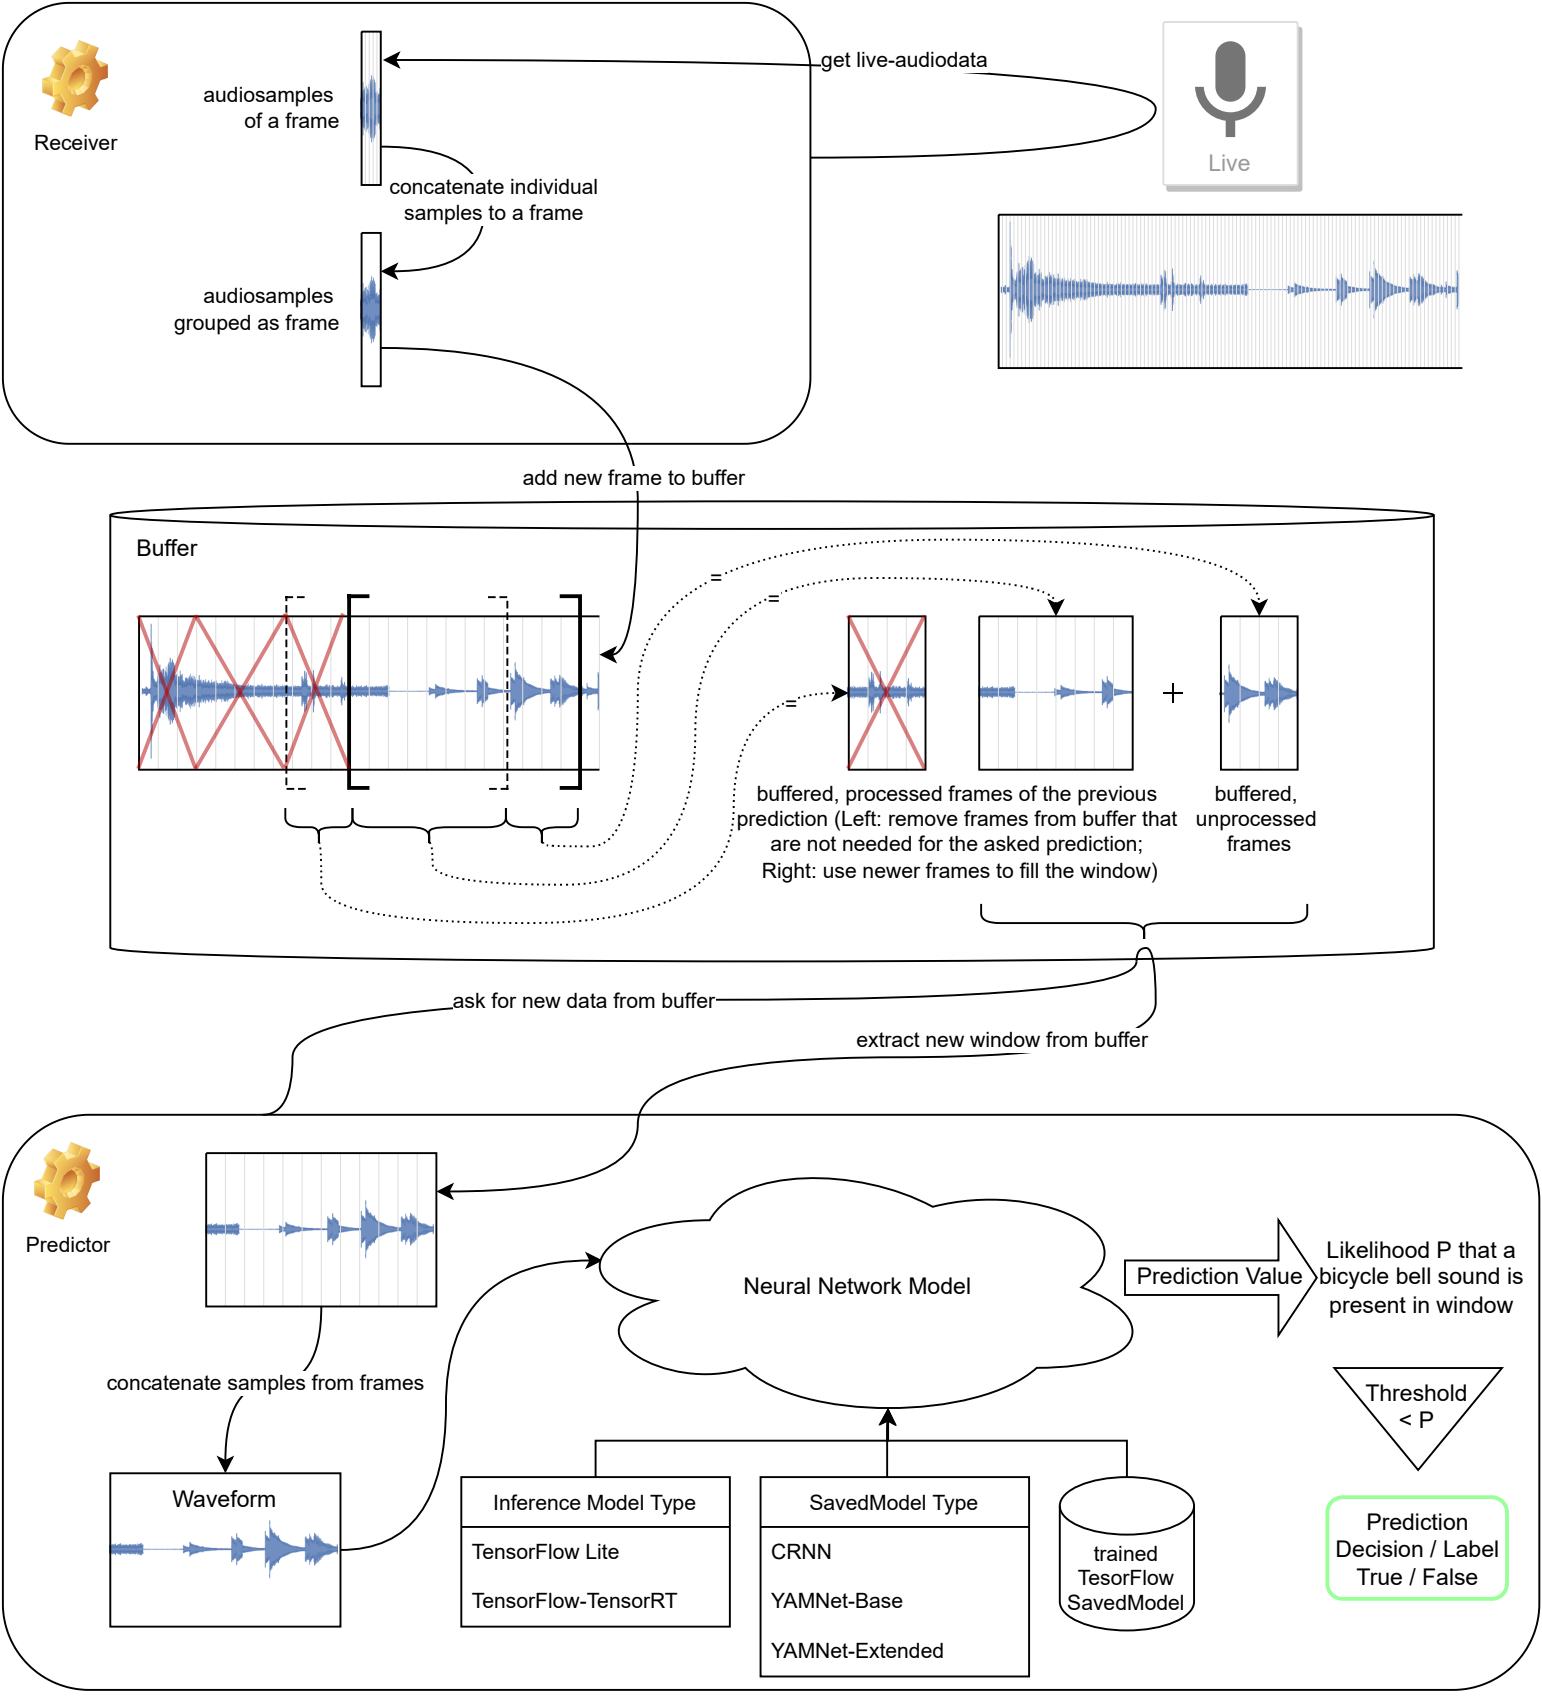 Receiver
audiosamples
of a frame
get live-audiodata
Live
concatenate individual
samples to a frame
audiosamples
grouped as frame
add new frame to buffer
Buffer
=
=
=
+
buffered, processed frames of the previous
prediction (Left: remove frames from buffer that
are not needed for the asked prediction;
Right: use newer frames to fill the window)
buffered,
unprocessed
frames
ask for new data from buffer
extract new window from buffer
Predictor
concatenate samples from frames
Waveform
Neural Network Model
Prediction Value
Likelihood P that a
bicycle bell sound is
present in window
Threshold
< P
Prediction
Decision / Label
True / False
Inference Model Type
TensorFlow Lite
TensorFlow-TensorRT
SavedModel Type
CRNN
YAMNet-Base
YAMNet-Extended
trained
TesorFlow
SavedModel